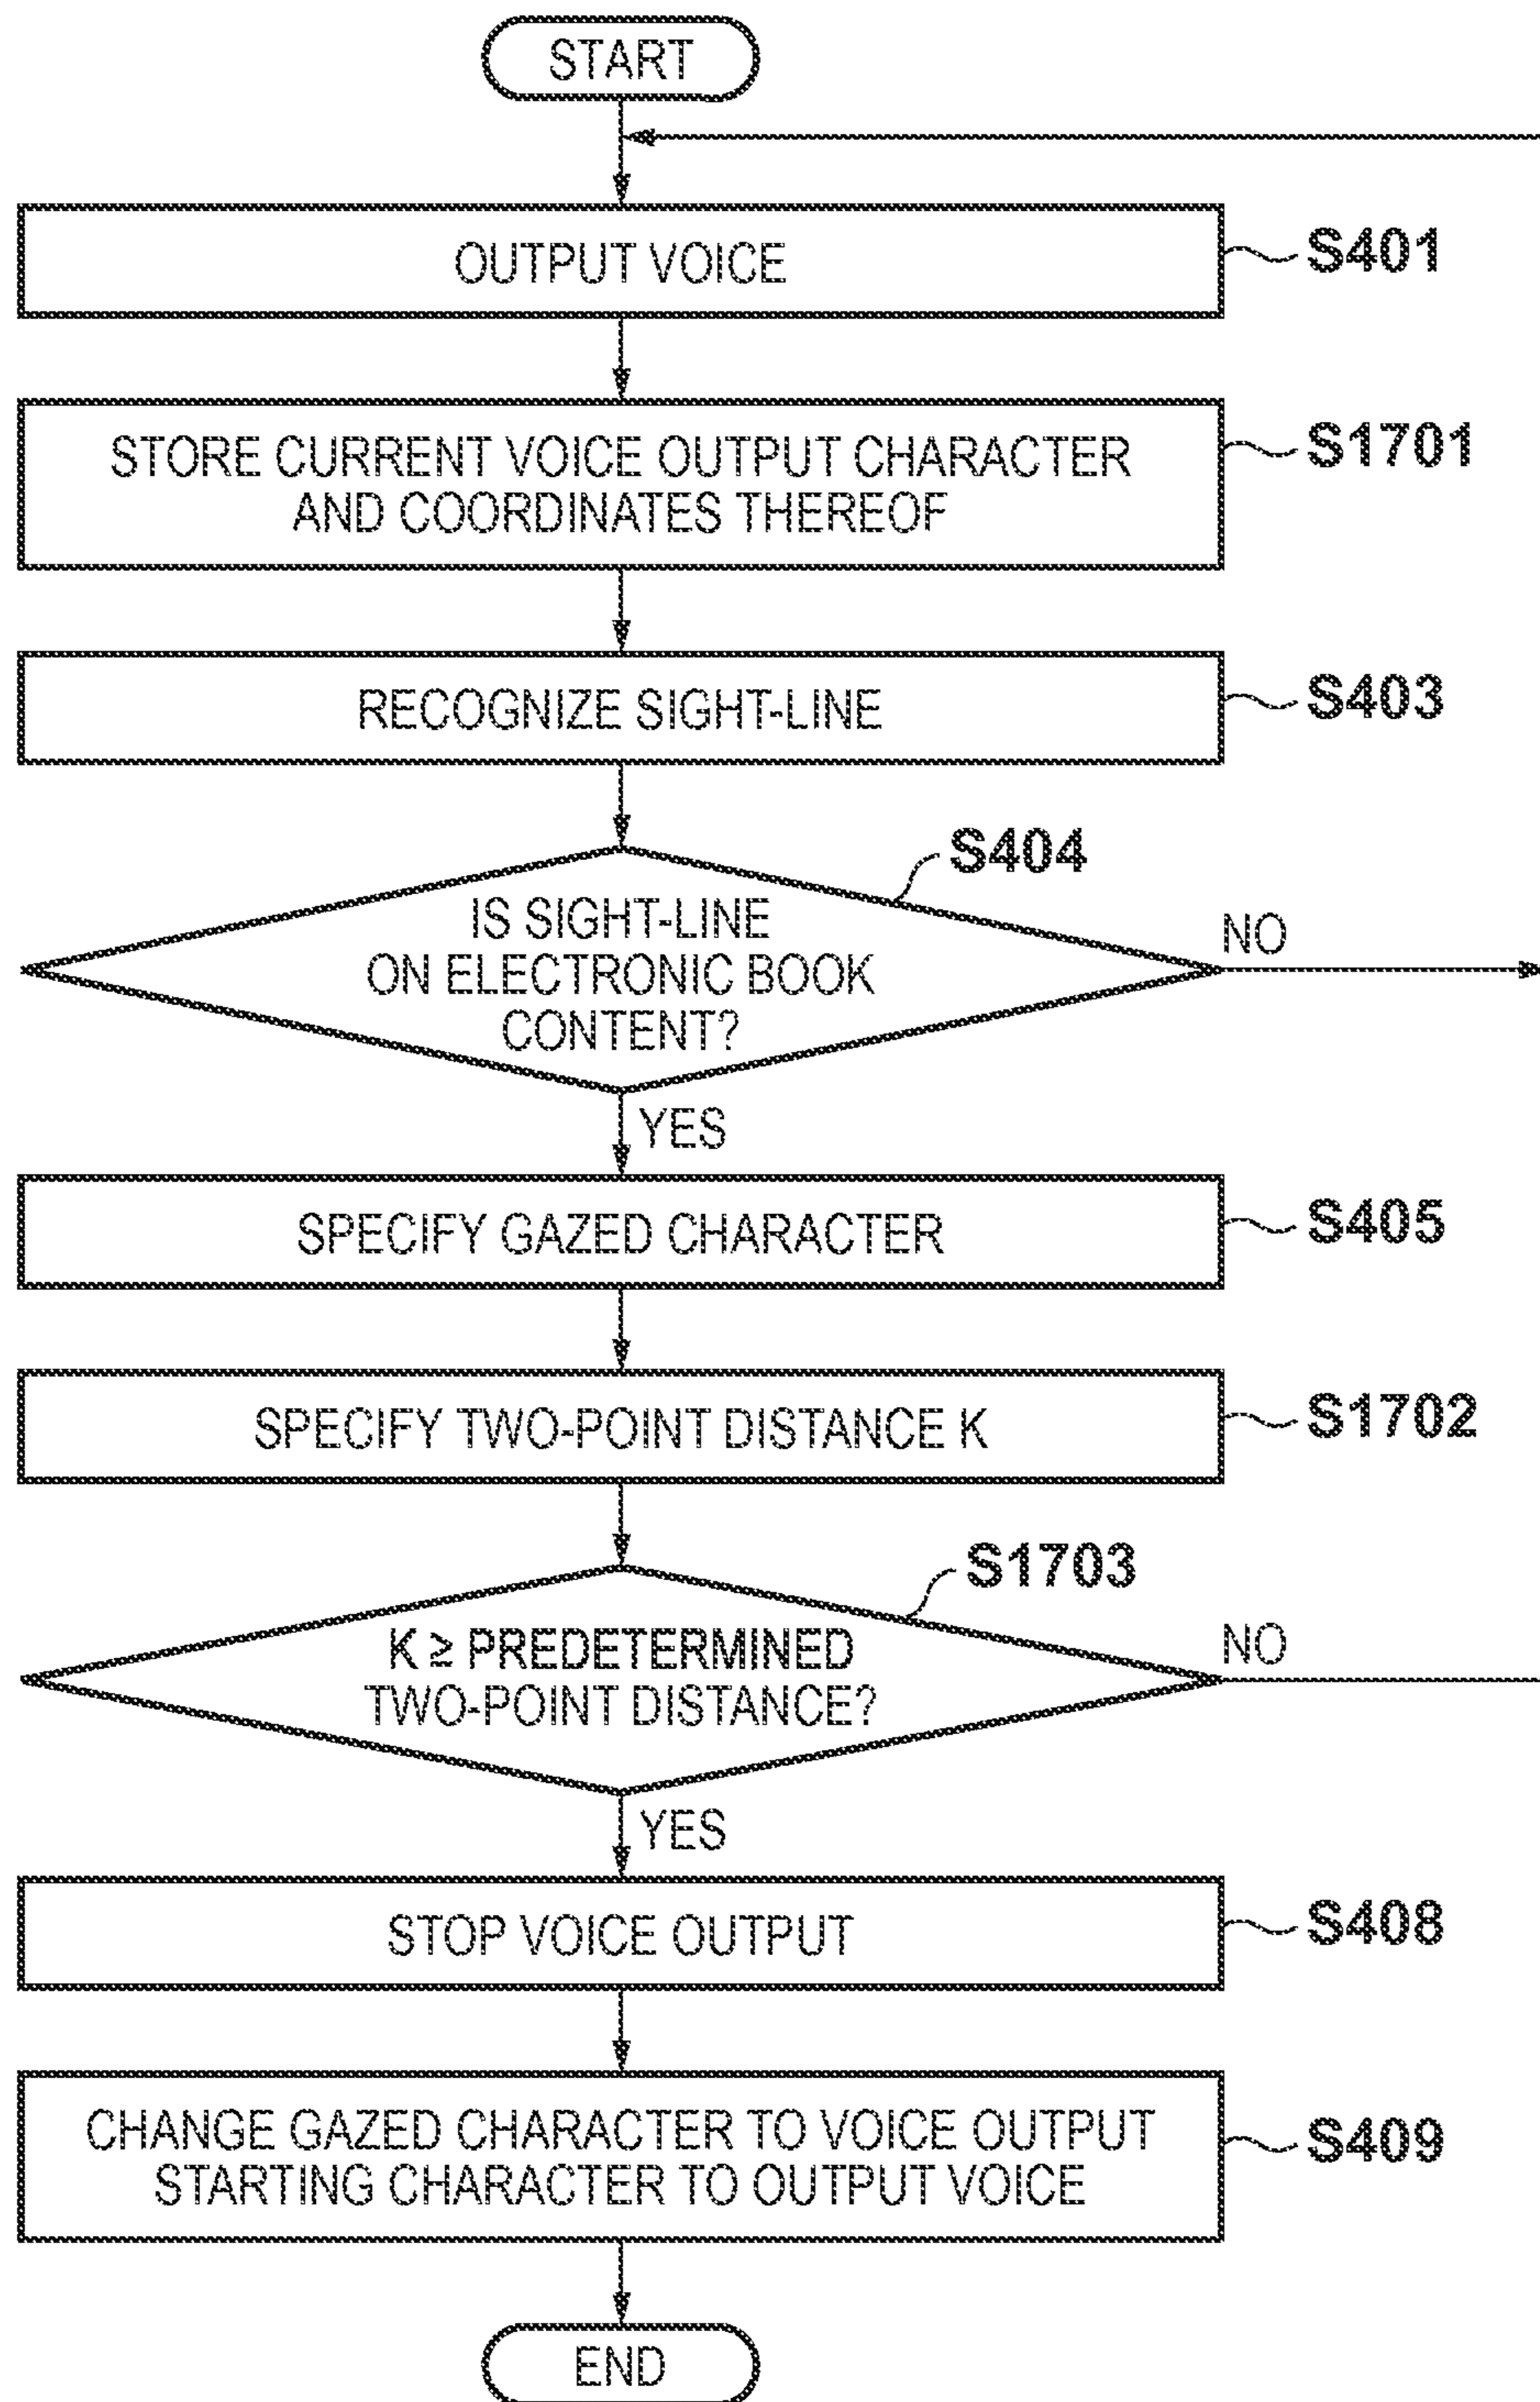 START
OUTPUT VOICE
S401
STORE CURRENT VOICE OUTPUT CHARACTER
AND COORDINATES THEREOF
S1701
RECOGNIZE SIGHT-LINE
S403
S404
IS SIGHT-LINE
ON ELECTRONIC BOOK
CONTENT?
NO
YES
SPECIFY GAZED CHARACTER
S405
SPECIFY TWO-POINT DISTANCE K
S1702
S1703
K ≥ PREDETERMINED
TWO-POINT DISTANCE?
NO
YES
STOP VOICE OUTPUT
S408
CHANGE GAZED CHARACTER TO VOICE OUTPUT
STARTING CHARACTER TO OUTPUT VOICE
S409
END